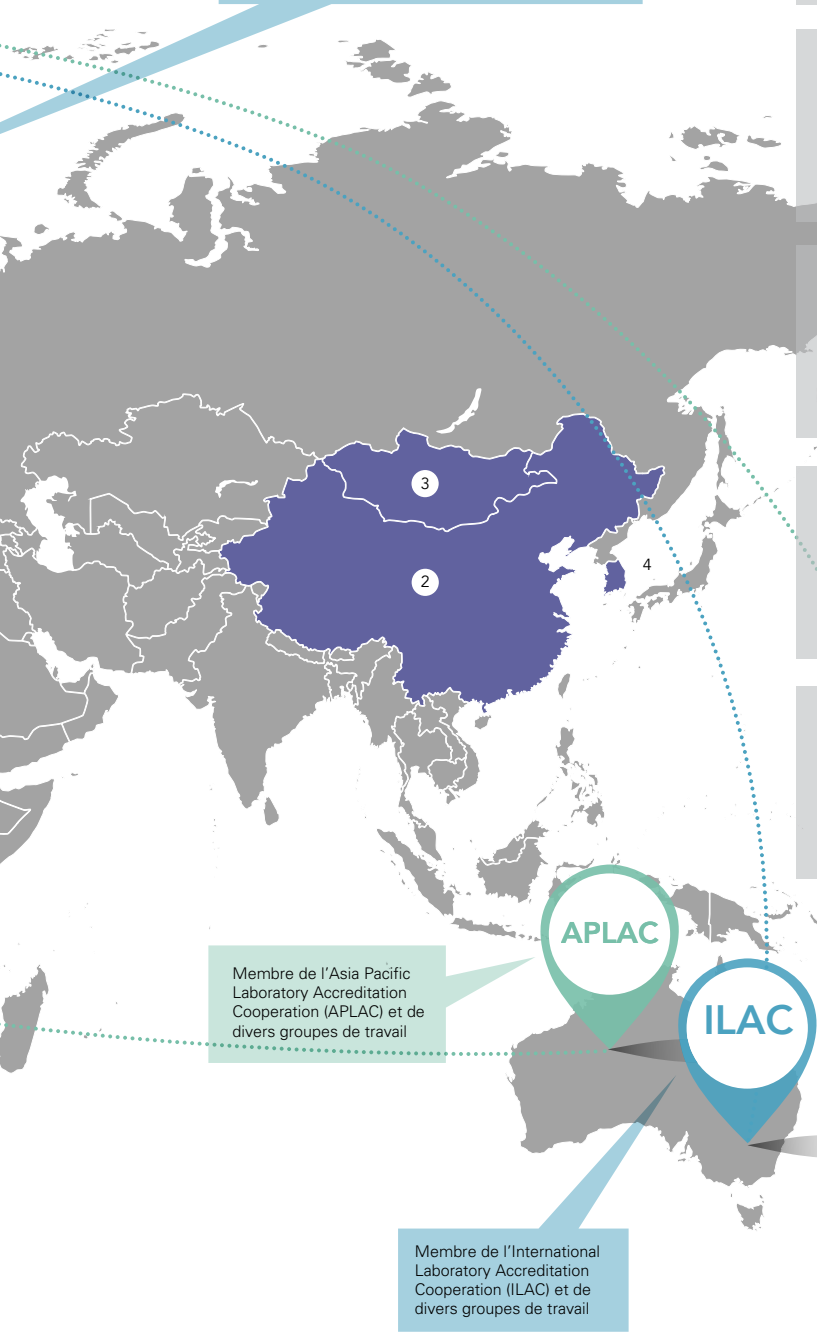 3
4
2
APLAC
Membre de l'Asia Pacific
Laboratory Accreditation
Cooperation (APLAC) et de
divers groupes de travail
ILAC
Membre de l'International
Laboratory Accreditation
Cooperation (ILAC) et de
divers groupes de travail